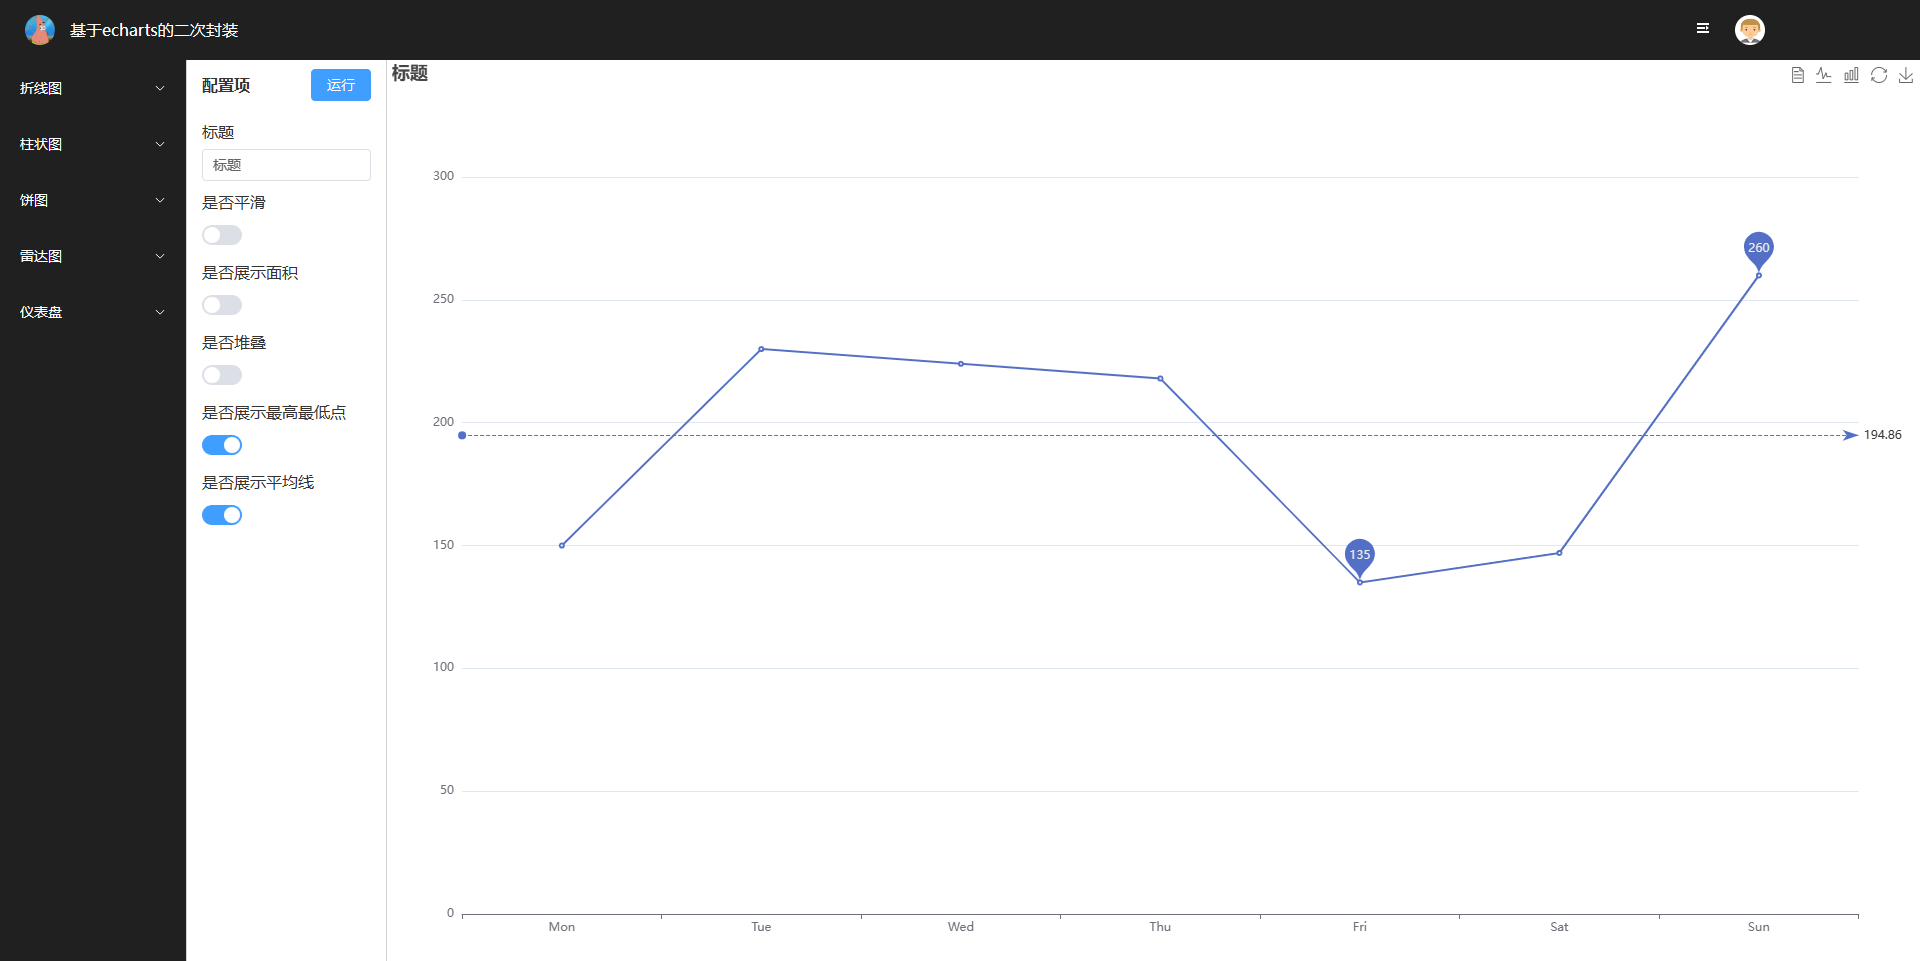 基于echarts的二次封装
折线图
柱状图
饼图
雷达图
仪表盘
配置项
运行
标题
标题
是否平滑
是否展示面积
是否堆叠
是否展示最高最低点
是否展示平均线
标题
300
250
200
150
100
50
0
260
135
194.86
Mon
Tue
Wed
Thu
Fri
Sat
Sun